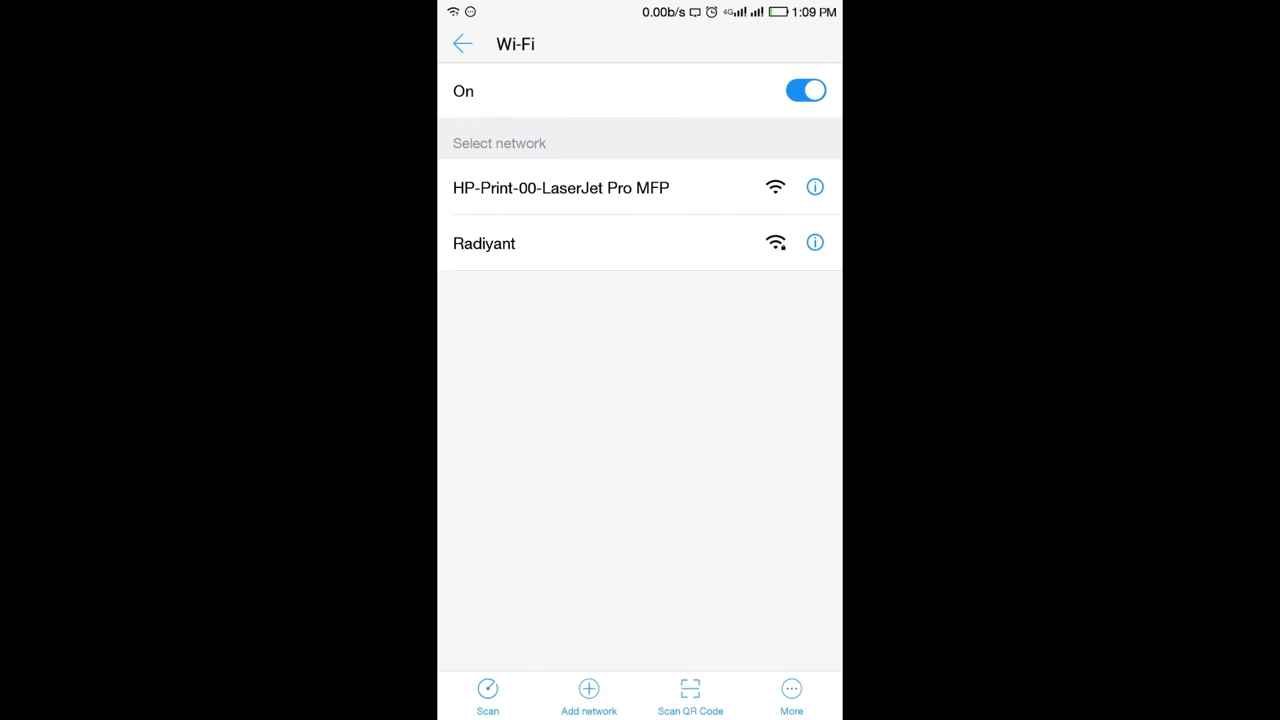 0.00b/s 4G 1:09 PM
Wi-Fi
On
Select network
HP-Print-00-LaserJet Pro MFP
Radiyant
Scan Add network Scan QR Code More